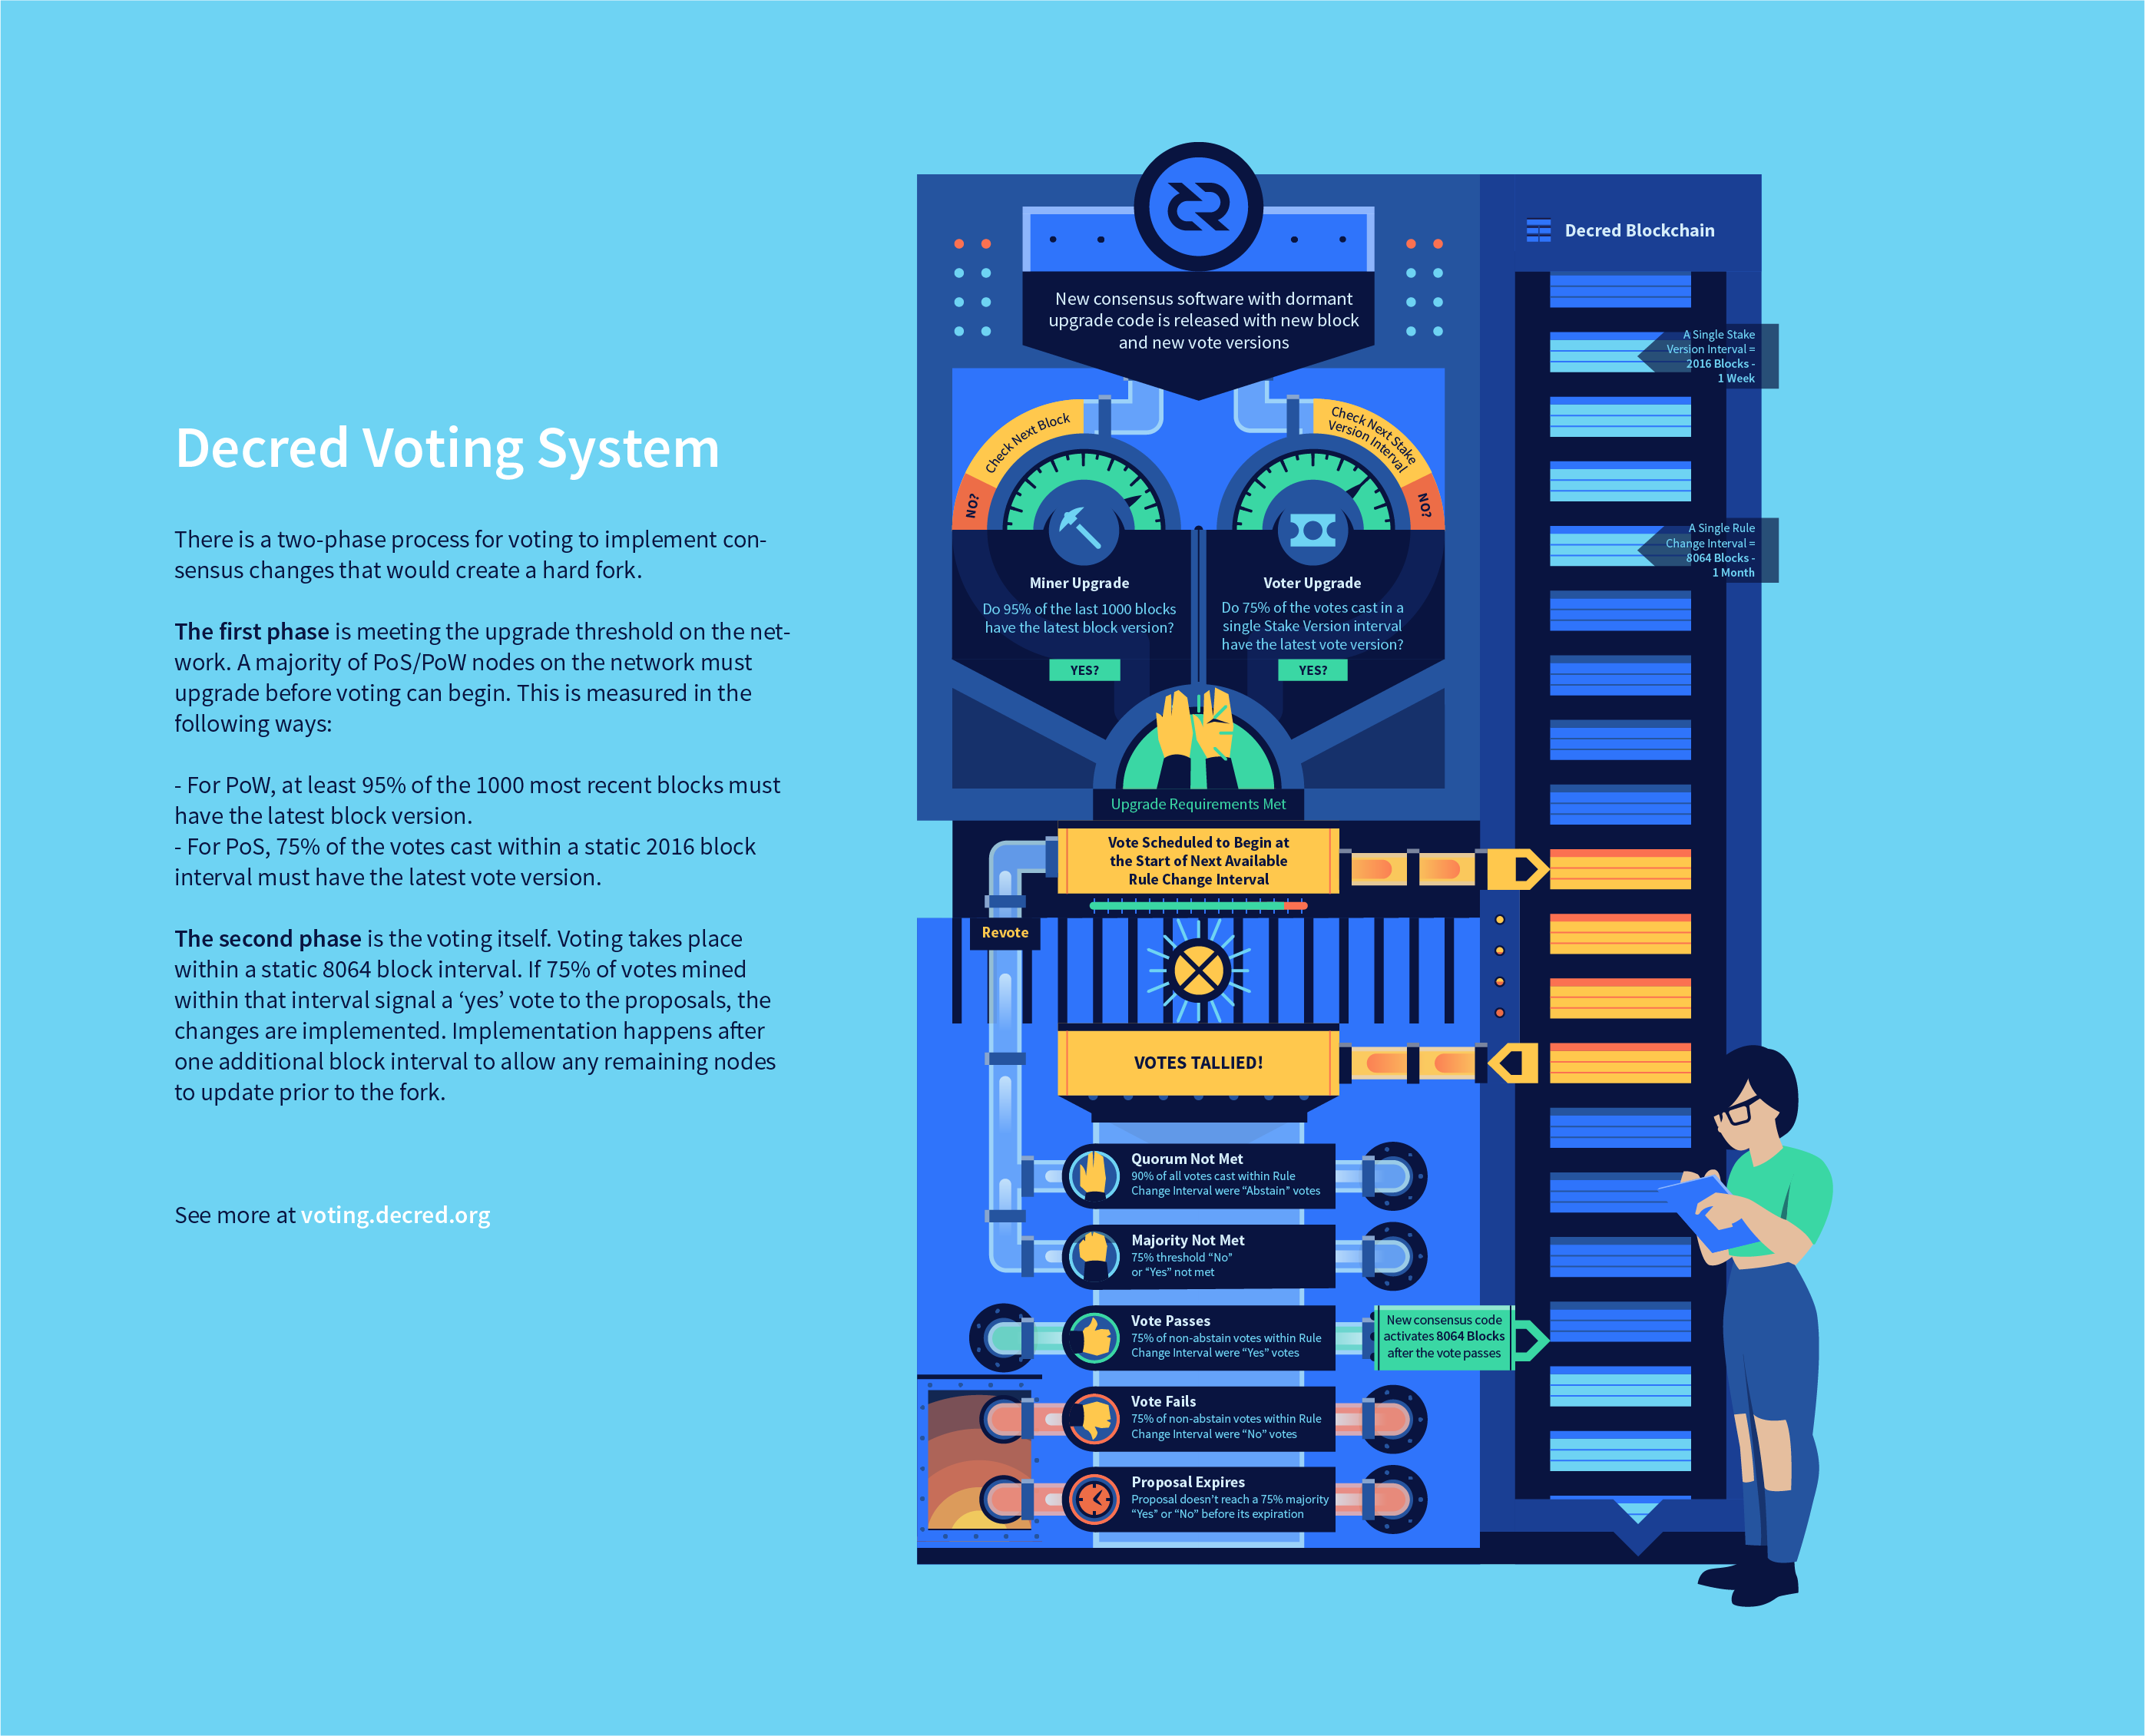 Decred Voting System
There is a two-phase process for voting to implement con-
sensus changes that would create a hard fork.
The first phase is meeting the upgrade threshold on the net-
work. A majority of PoS/PoW nodes on the network must
upgrade before voting can begin. This is measured in the
following ways:
- For PoW, at least 95% of the 1000 most recent blocks must
have the latest block version.
- For PoS, 75% of the votes cast within a static 2016 block
interval must have the latest vote version.
The second phase is the voting itself. Voting takes place
within a static 8064 block interval. If 75% of votes mined
within that interval signal a ‘yes’ vote to the proposals, the
changes are implemented. Implementation happens after
one additional block interval to allow any remaining nodes
to update prior to the fork.
See more at voting.decred.org
New consensus software with dormant
upgrade code is released with new block
and new vote versions
Check Next Block
NO?
Check Next Stake
Version Interval
NO?
Miner Upgrade
Do 95% of the last 1000 blocks
have the latest block version?
YES?
Voter Upgrade
Do 75% of the votes cast in a
single Stake Version interval
have the latest vote version?
YES?
Upgrade Requirements Met
Vote Scheduled to Begin at
the Start of Next Available
Rule Change Interval
Revote
VOTES TALLIED!
Quorum Not Met
90% of all votes cast within Rule
Change Interval were “Abstain” votes
Majority Not Met
75% threshold “No”
or “Yes” not met
Vote Passes
75% of non-abstain votes within Rule
Change Interval were “Yes” votes
New consensus code
activates 8064 Blocks
after the vote passes
Vote Fails
75% of non-abstain votes within Rule
Change Interval were “No” votes
Proposal Expires
Proposal doesn’t reach a 75% majority
“Yes” or “No” before its expiration
Decred Blockchain
A Single Stake
Version Interval =
2016 Blocks -
1 Week
A Single Rule
Change Interval =
8064 Blocks -
1 Month